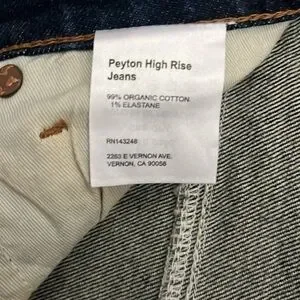 Peyton High Rise
Jeans
99% ORGANIC COTTON
1% ELASTANE
RN143248
2263 E VERNON AVE.
VERNON, CA 90058